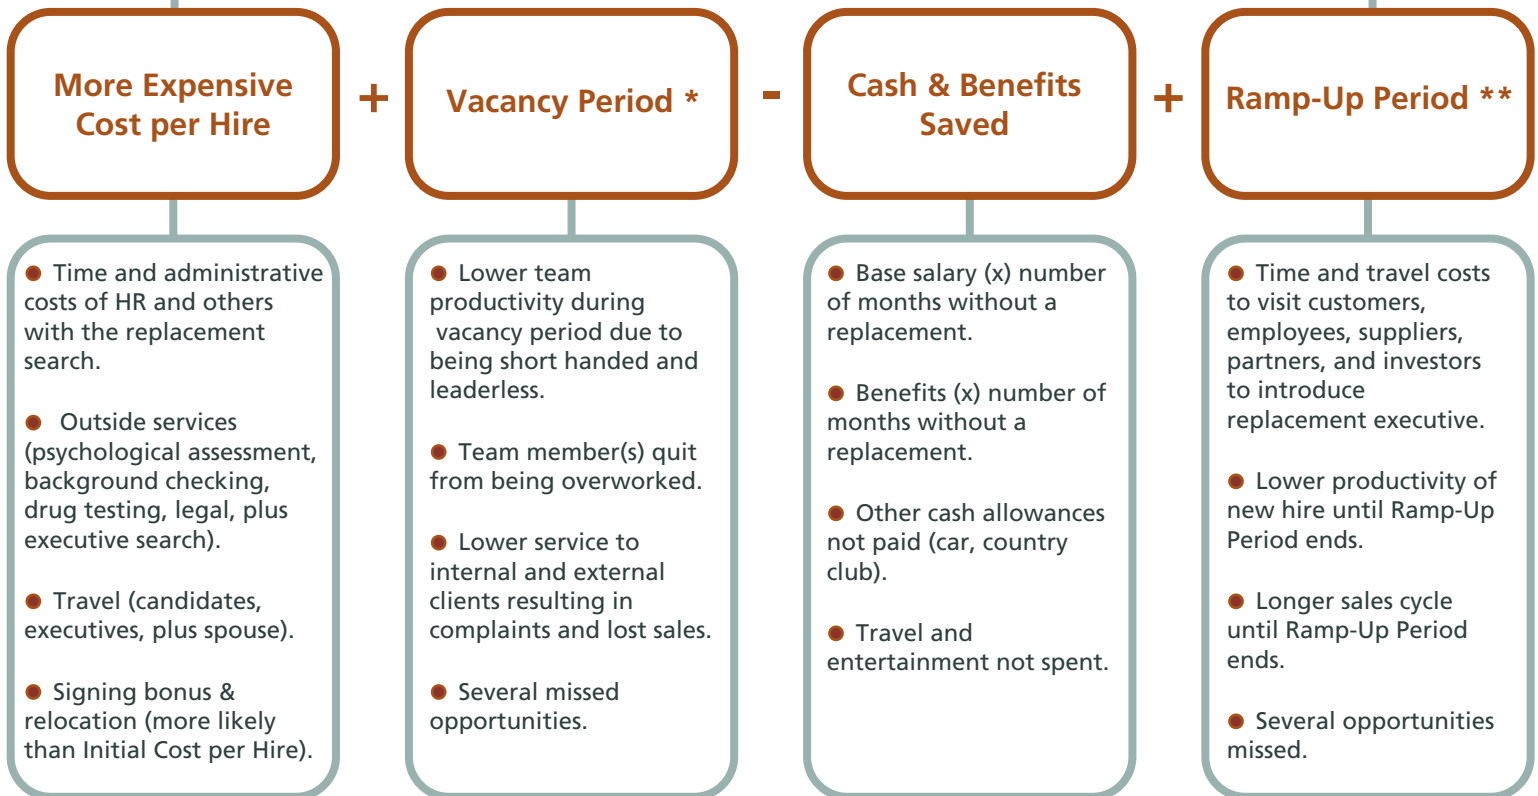 More Expensive
Cost per Hire
+
Vacancy Period *
-
Cash & Benefits
Saved
+
Ramp-Up Period **
● Time and administrative
costs of HR and others
with the replacement
search.
● Outside services
(psychological assessment,
background checking,
drug testing, legal, plus
executive search).
● Travel (candidates,
executives, plus spouse).
● Signing bonus &
relocation (more likely
than Initial Cost per Hire).
● Lower team
productivity during
vacancy period due to
being short handed and
leaderless.
● Team member(s) quit
from being overworked.
● Lower service to
internal and external
clients resulting in
complaints and lost sales.
● Several missed
opportunities.
● Base salary (x) number
of months without a
replacement.
● Benefits (x) number of
months without a
replacement.
● Other cash allowances
not paid (car, country
club).
● Travel and
entertainment not spent.
● Time and travel costs
to visit customers,
employees, suppliers,
partners, and investors
to introduce
replacement executive.
● Lower productivity of
new hire until Ramp-Up
Period ends.
● Longer sales cycle
until Ramp-Up Period
ends.
● Several opportunities
missed.